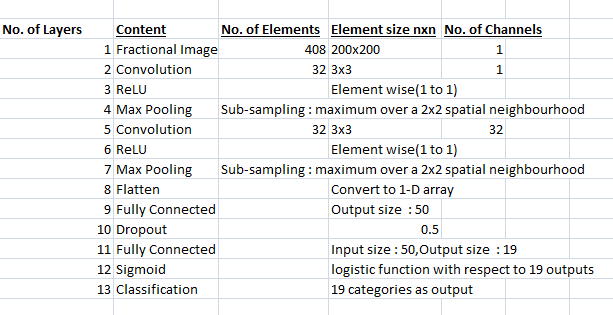 No. of Layers Content No. of Elements Element size nxn No. of Channels
1 Fractional Image 408 200x200 1
2 Convolution 32 3x3 1
3 ReLU Element wise(1 to 1)
4 Max Pooling Sub-sampling : maximum over a 2x2 spatial neighbourhood
5 Convolution 32 3x3 32
6 ReLU Element wise(1 to 1)
7 Max Pooling Sub-sampling : maximum over a 2x2 spatial neighbourhood
8 Flatten Convert to 1-D array
9 Fully Connected Output size : 50
10 Dropout 0.5
11 Fully Connected Input size : 50,Output size : 19
12 Sigmoid logistic function with respect to 19 outputs
13 Classification 19 categories as output